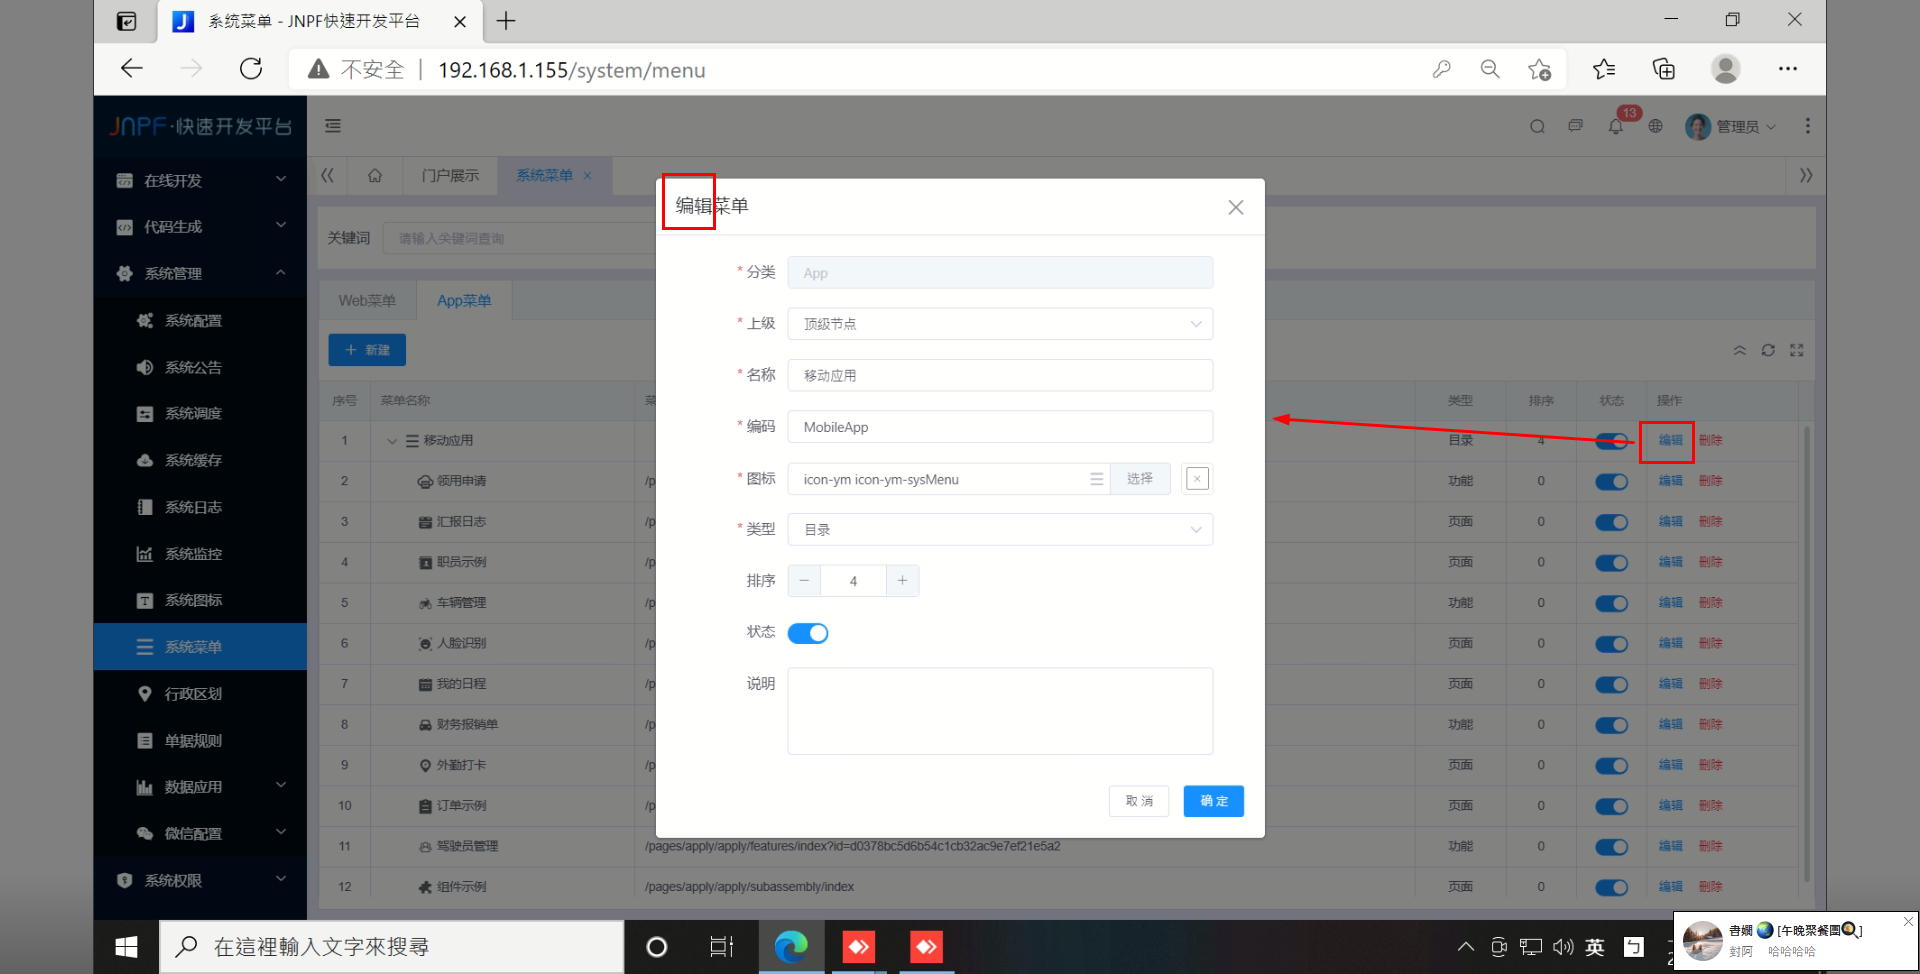 系统菜单 - JNPF快速开发平台
不安全 | 192.168.1.155/system/menu
JNPF·快速开发平台
13
管理员
在线开发
代码生成
系统管理
系统配置
系统公告
系统调度
系统缓存
系统日志
系统监控
系统图标
系统菜单
行政区划
单据规则
数据应用
微信配置
系统权限
门户展示
系统菜单
关键词 请输入关键词查询
Web菜单 App菜单
+ 新建
序号 菜单名称 类型 排序 状态 操作
1 移动应用 目录 4 编辑 删除
2 领用申请 /p 功能 0 编辑 删除
3 汇报日志 /p 页面 0 编辑 删除
4 职员示例 /p 页面 0 编辑 删除
5 车辆管理 /p 功能 0 编辑 删除
6 人脸识别 /p 页面 0 编辑 删除
7 我的日程 /p 页面 0 编辑 删除
8 财务报销单 /p 功能 0 编辑 删除
9 外勤打卡 /p 页面 0 编辑 删除
10 订单示例 /p 页面 0 编辑 删除
11 驾驶员管理 /pages/apply/apply/features/index?id=d0378bc5d6b54c1cb32ac9e7ef21e5a2 功能 0 编辑 删除
12 组件示例 /pages/apply/apply/subassembly/index 页面 0 编辑 删除
编辑菜单
* 分类 App
* 上级 顶级节点
* 名称 移动应用
* 编码 MobileApp
* 图标 icon-ym icon-ym-sysMenu 选择
* 类型 目录
排序 4
状态
说明
取 消 确 定
在這裡輸入文字來搜尋
英
書嫺 [午晚聚餐團]
封阿 哈哈哈哈